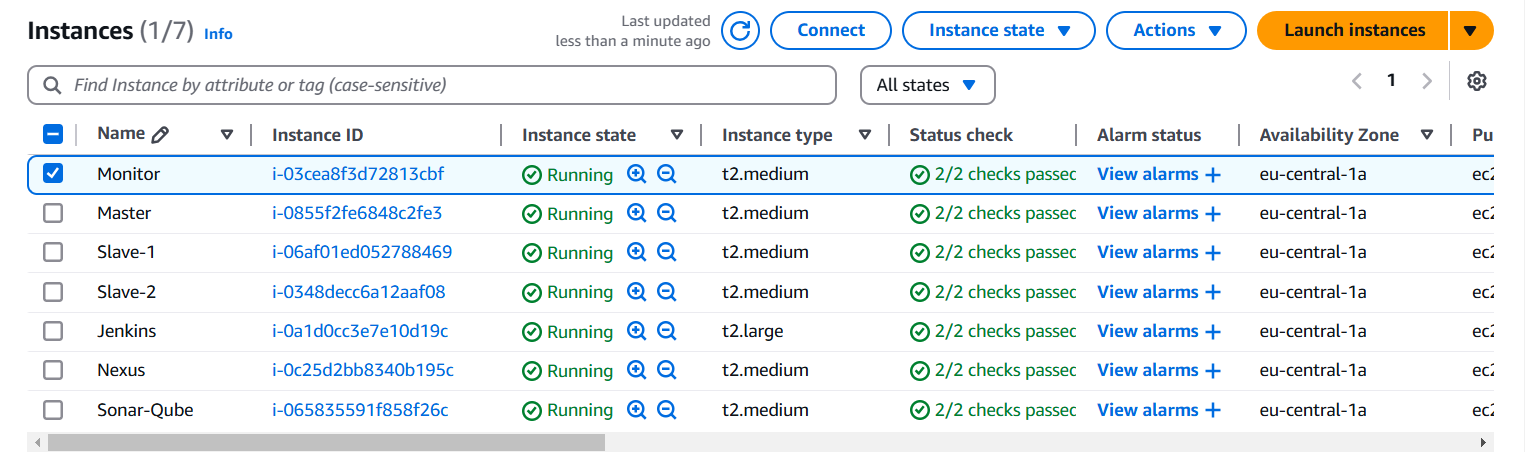 Instances (1/7) Info
Last updated
less than a minute ago
Connect
Instance state
Actions
Launch instances
Find Instance by attribute or tag (case-sensitive)
All states
1
Name Instance ID Instance state Instance type Status check Alarm status Availability Zone Pu
Monitor i-03cea8f3d72813cbf Running t2.medium 2/2 checks passed View alarms + eu-central-1a ec2
Master i-0855f2fe6848c2fe3 Running t2.medium 2/2 checks passed View alarms + eu-central-1a ec2
Slave-1 i-06af01ed052788469 Running t2.medium 2/2 checks passed View alarms + eu-central-1a ec2
Slave-2 i-0348decc6a12aaf08 Running t2.medium 2/2 checks passed View alarms + eu-central-1a ec2
Jenkins i-0a1d0cc3e7e10d19c Running t2.large 2/2 checks passed View alarms + eu-central-1a ec2
Nexus i-0c25d2bb8340b195c Running t2.medium 2/2 checks passed View alarms + eu-central-1a ec2
Sonar-Qube i-065835591f858f26c Running t2.medium 2/2 checks passed View alarms + eu-central-1a ec2